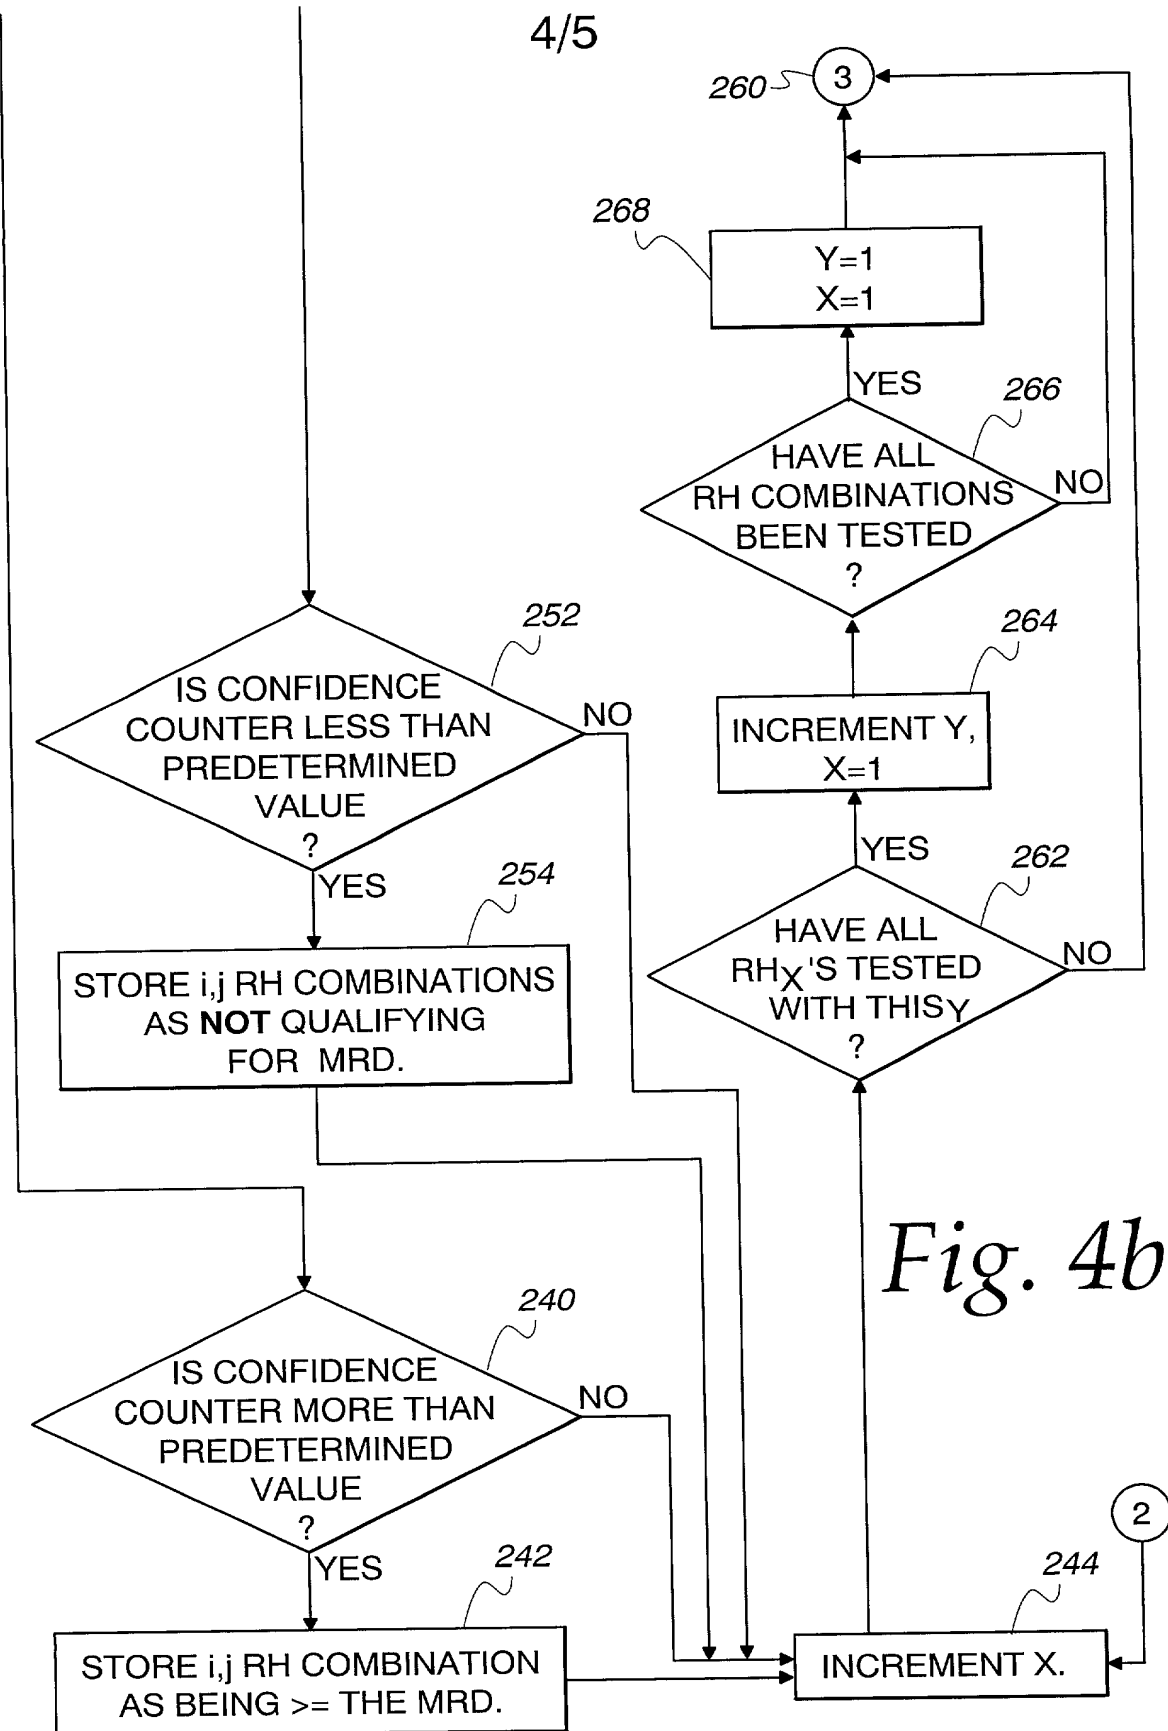 4/5
260
3
268
Y=1
X=1
YES
266
HAVE ALL
RH COMBINATIONS
BEEN TESTED
?
NO
264
INCREMENT Y,
X=1
YES
262
HAVE ALL
RHX'S TESTED
WITH THISY
?
NO
252
IS CONFIDENCE
COUNTER LESS THAN
PREDETERMINED
VALUE
?
NO
YES
254
STORE i,j RH COMBINATIONS
AS NOT QUALIFYING
FOR MRD.
Fig. 4b
240
IS CONFIDENCE
COUNTER MORE THAN
PREDETERMINED
VALUE
?
NO
YES
242
STORE i,j RH COMBINATION
AS BEING >= THE MRD.
2
244
INCREMENT X.